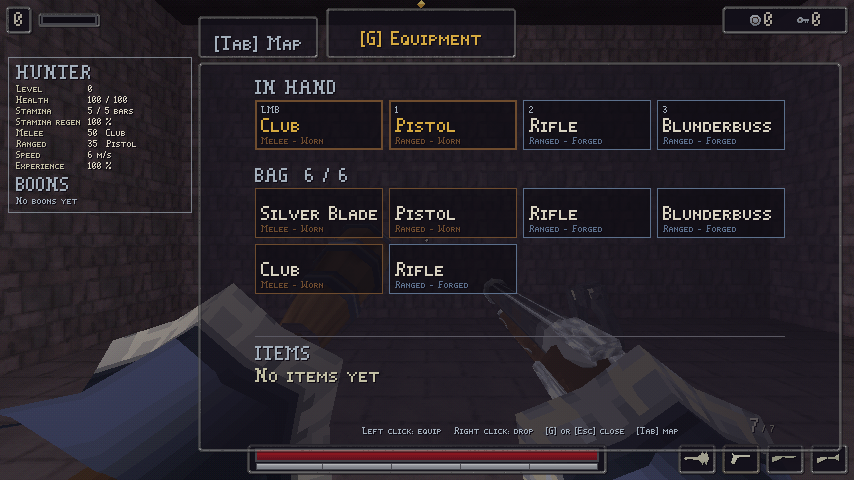 0
[Tab] Map
[G] Equipment
0 0
Hunter
Level 0
Health 100 / 100
Stamina 5 / 5 bars
Stamina regen 100 %
Melee 50 Club
Ranged 35 Pistol
Speed 6 m/s
Experience 100 %
Boons
No boons yet
In hand
LMB
Club
Melee - Worn
1
Pistol
Ranged - Worn
2
Rifle
Ranged - Forged
3
Blunderbuss
Ranged - Forged
Bag 6 / 6
Silver Blade
Melee - Worn
Pistol
Ranged - Worn
Rifle
Ranged - Forged
Blunderbuss
Ranged - Forged
Club
Melee - Worn
Rifle
Ranged - Forged
Items
No items yet
Left click: equip Right click: drop [G] or [Esc] close [Tab] map
7/7